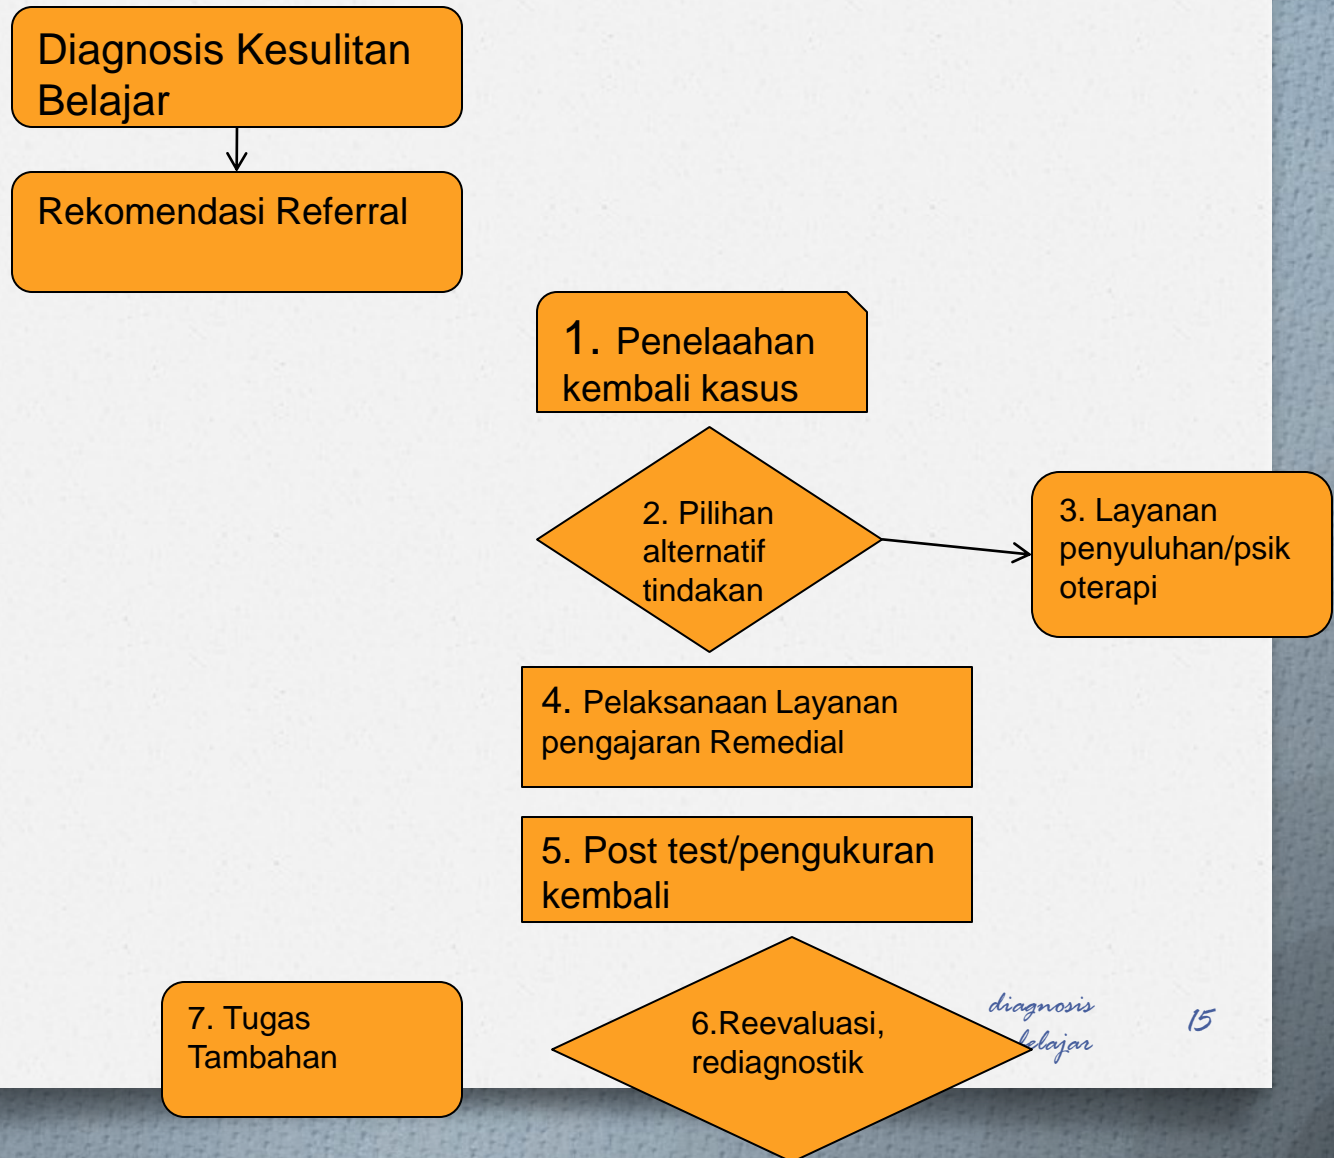 Diagnosis Kesulitan
Belajar
Rekomendasi Referral
1. Penelaahan
kembali kasus
2. Pilihan
alternatif
tindakan
3. Layanan
penyuluhan/psik
oterapi
4. Pelaksanaan Layanan
pengajaran Remedial
5. Post test/pengukuran
kembali
6.Reevaluasi,
rediagnostik
7. Tugas
Tambahan
diagnosis
belajar
15